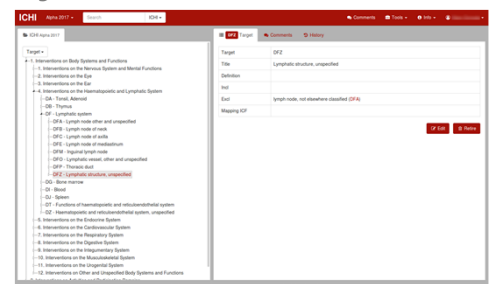 ICHI Alpha 2017 Search ICHI Comments Tools Info
ICHI Alpha 2017
Target
1. Interventions on Body Systems and Functions
1. Interventions on the Nervous System and Mental Functions
2. Interventions on the Eye
3. Interventions on the Ear
4. Interventions on the Haematopoietic and Lymphatic System
DA - Tonsil, Adenoid
DB - Thymus
DF - Lymphatic system
DFA - Lymph node other and unspecified
DFB - Lymph node of neck
DFC - Lymph node of axilla
DFE - Lymph node of mediastinum
DFM - Inguinal lymph node
DFO - Lymphatic vessel, other and unspecified
DFP - Thoracic duct
DFZ - Lymphatic structure, unspecified
DG - Bone marrow
DI - Blood
DJ - Spleen
DT - Functions of haematopoietic and reticuloendothelial system
DZ - Haematopoietic and reticuloendothelial system, unspecified
5. Interventions on the Endocrine System
6. Interventions on the Cardiovascular System
7. Interventions on the Respiratory System
8. Interventions on the Digestive System
9. Interventions on the Integumentary System
10. Interventions on the Musculoskeletal System
11. Interventions on the Urogenital System
12. Interventions on Other and Unspecified Body Systems and Functions
DFZ Target Comments History
Target DFZ
Title Lymphatic structure, unspecified
Definition
Incl
Excl lymph node, not elsewhere classified (DFA)
Mapping ICF
Edit Retire